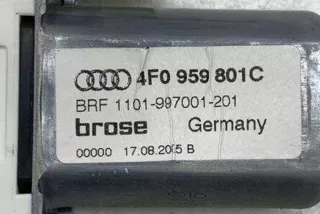 4F0 959 801C
BRF 1101-997001-201
brose Germany
00000 17.08.2005 B